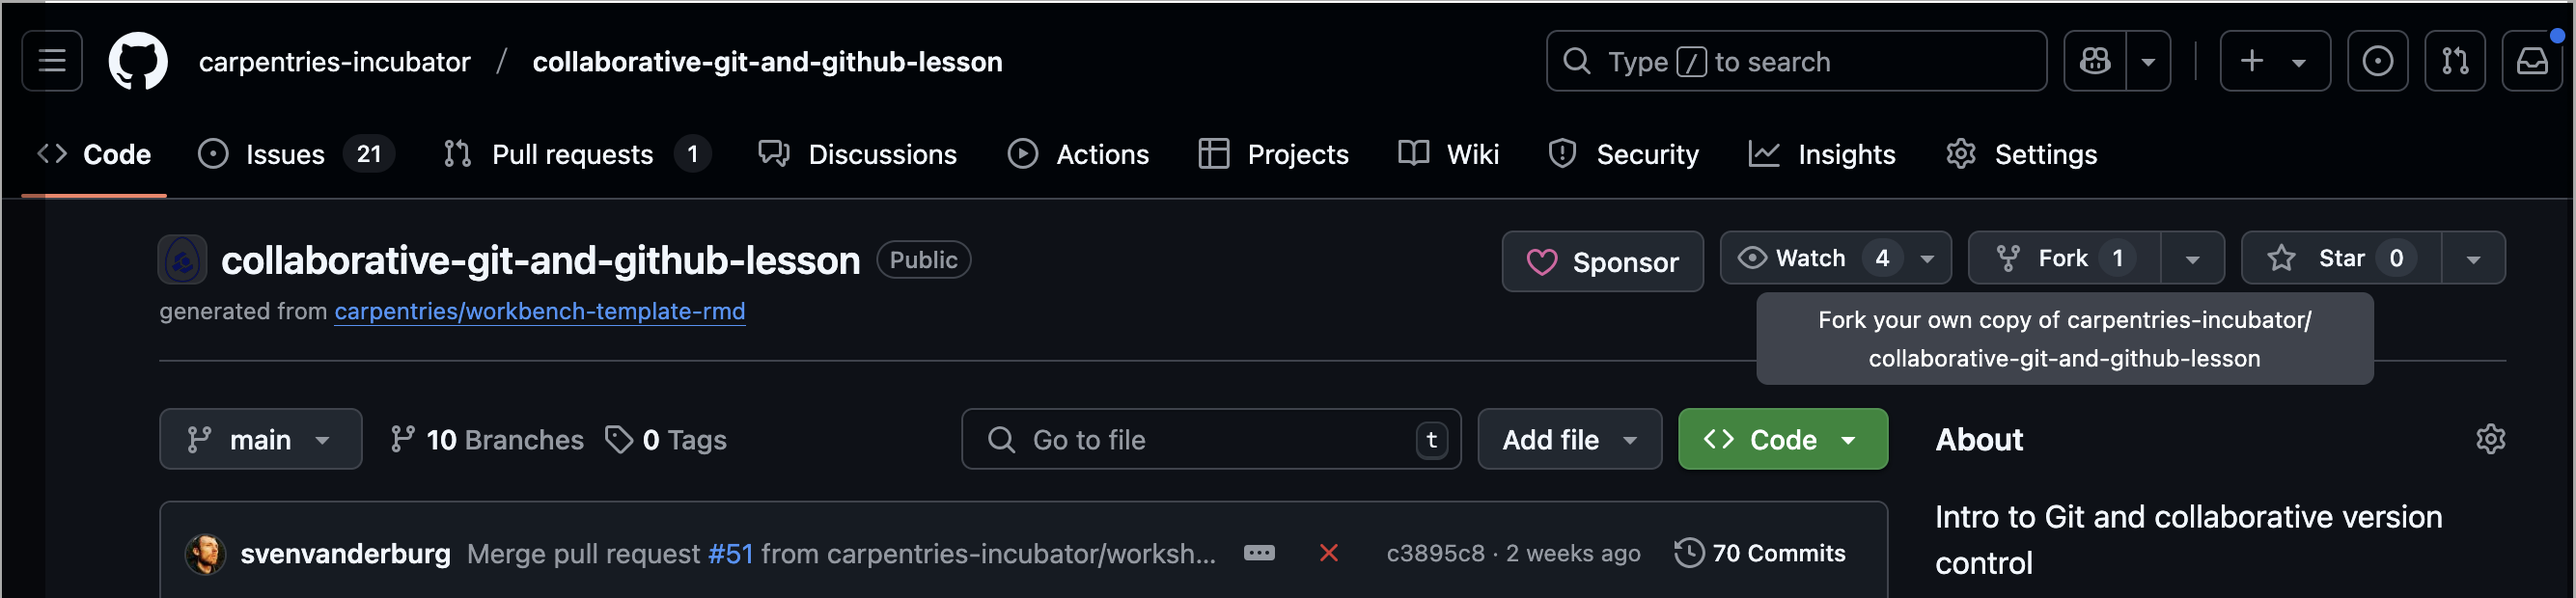 carpentries-incubator / collaborative-git-and-github-lesson Type / to search
Code Issues 21 Pull requests 1 Discussions Actions Projects Wiki Security Insights Settings
collaborative-git-and-github-lesson Public Sponsor Watch 4 Fork 1 Star 0
generated from carpentries/workbench-template-rmd
Fork your own copy of carpentries-incubator/
collaborative-git-and-github-lesson
main 10 Branches 0 Tags Go to file t Add file Code About
Intro to Git and collaborative version
control
svenvanderburg Merge pull request #51 from carpentries-incubator/worksh... c3895c8 · 2 weeks ago 70 Commits